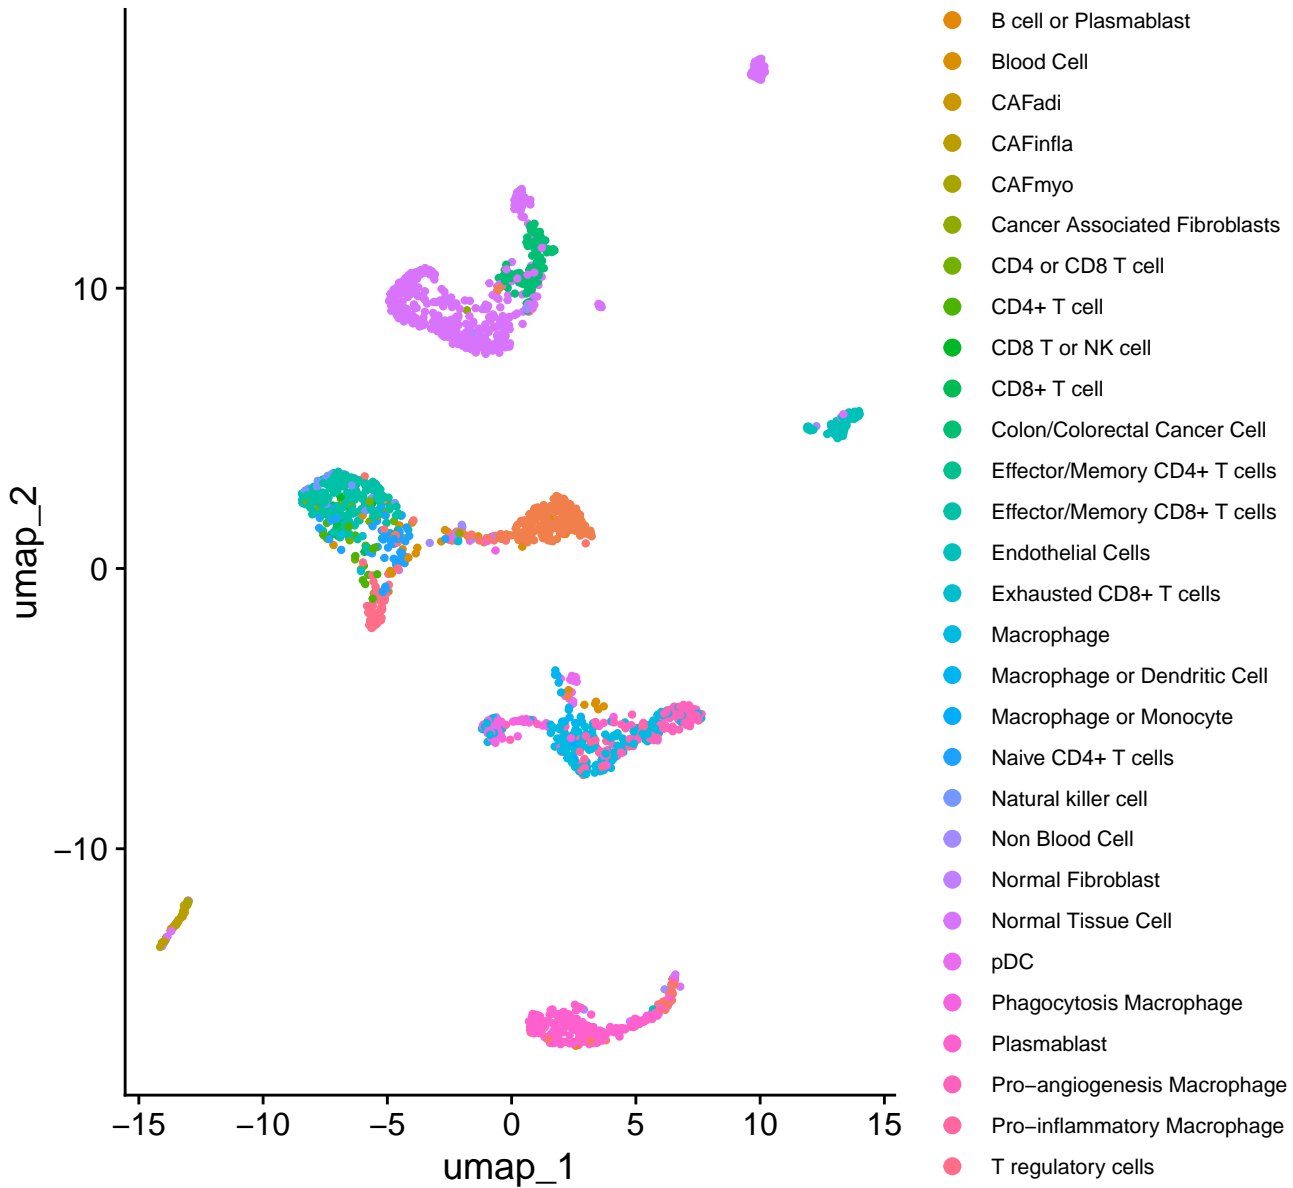 B cell or Plasmablast
Blood Cell
CAFadi
CAFinfla
CAFmyo
Cancer Associated Fibroblasts
CD4 or CD8 T cell
CD4+ T cell
CD8 T or NK cell
CD8+ T cell
Colon/Colorectal Cancer Cell
Effector/Memory CD4+ T cells
Effector/Memory CD8+ T cells
Endothelial Cells
Exhausted CD8+ T cells
Macrophage
Macrophage or Dendritic Cell
Macrophage or Monocyte
Naive CD4+ T cells
Natural killer cell
Non Blood Cell
Normal Fibroblast
Normal Tissue Cell
pDC
Phagocytosis Macrophage
Plasmablast
Pro−angiogenesis Macrophage
Pro−inflammatory Macrophage
T regulatory cells
10
0
−10
umap_2
−15 −10 −5 0 5 10 15
umap_1